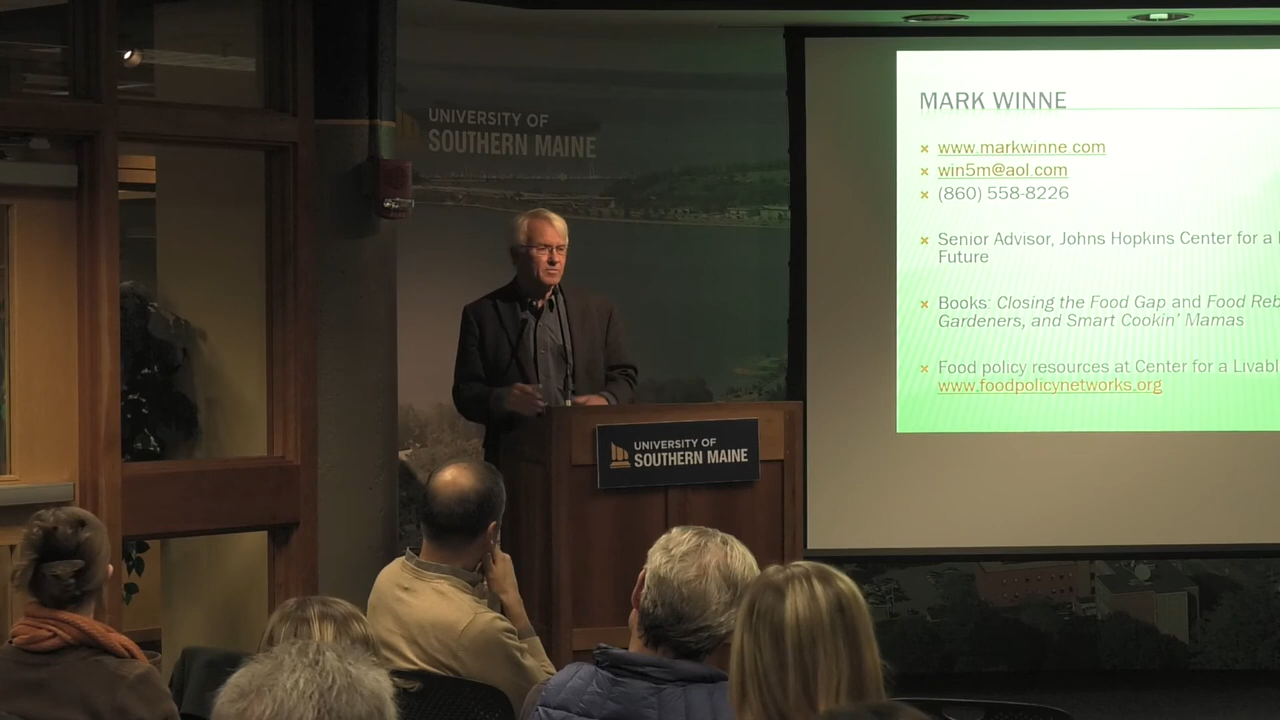 UNIVERSITY OF
SOUTHERN MAINE
MARK WINNE
www.markwinne.com
win5m@aol.com
(860) 558-8226
Senior Advisor, Johns Hopkins Center for a
Future
Books: Closing the Food Gap and Food
Gardeners, and Smart Cookin' Mamas
Food policy resources at Center for a
www.foodpolicynetworks.org
UNIVERSITY OF
SOUTHERN MAINE